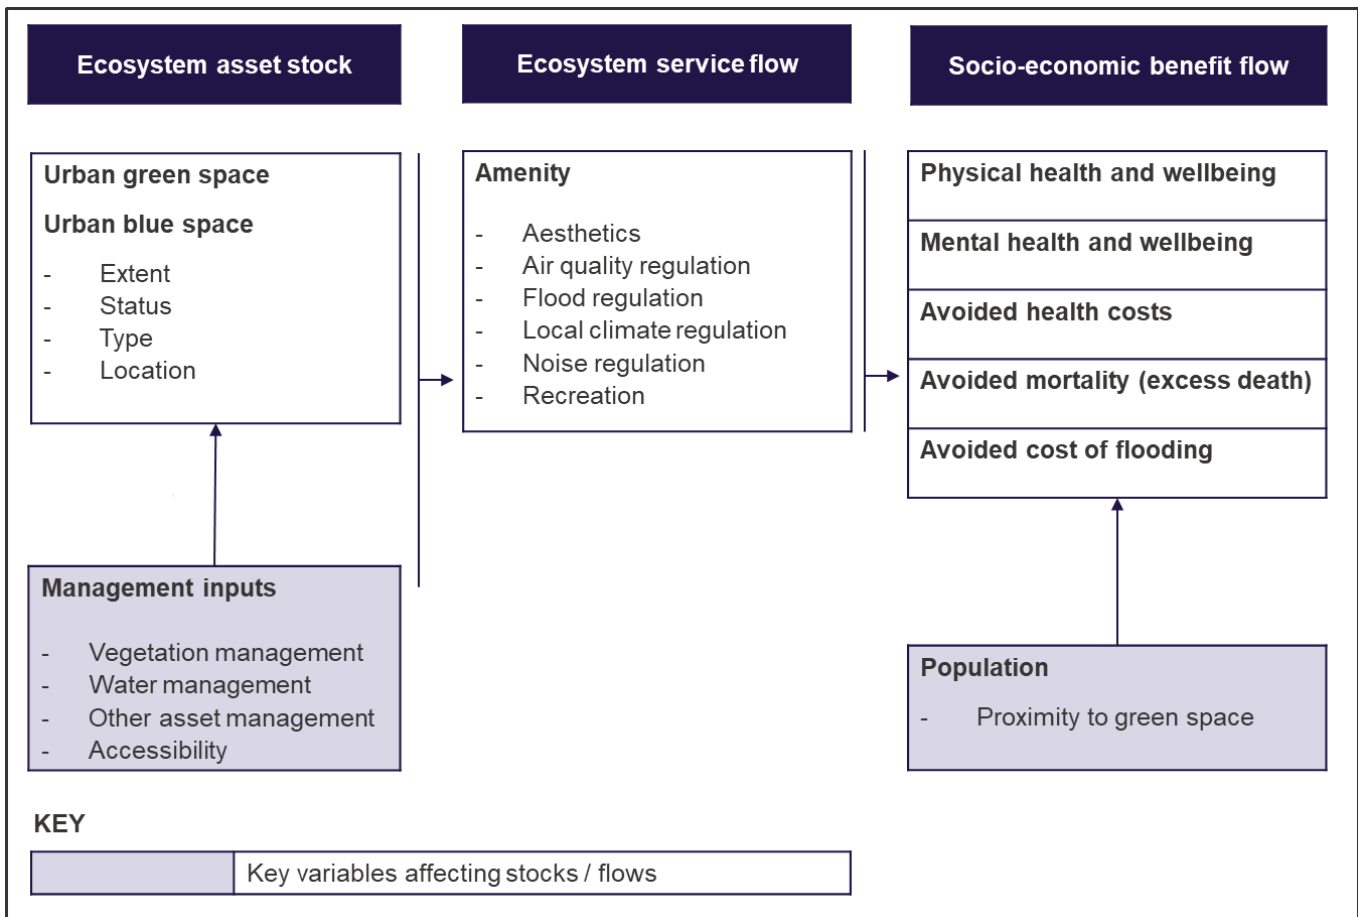 Ecosystem asset stock
Ecosystem service flow
Socio-economic benefit flow
Urban green space
Urban blue space
- Extent
- Status
- Type
- Location
Management inputs
- Vegetation management
- Water management
- Other asset management
- Accessibility
Amenity
- Aesthetics
- Air quality regulation
- Flood regulation
- Local climate regulation
- Noise regulation
- Recreation
Physical health and wellbeing
Mental health and wellbeing
Avoided health costs
Avoided mortality (excess death)
Avoided cost of flooding
Population
- Proximity to green space
KEY
Key variables affecting stocks / flows